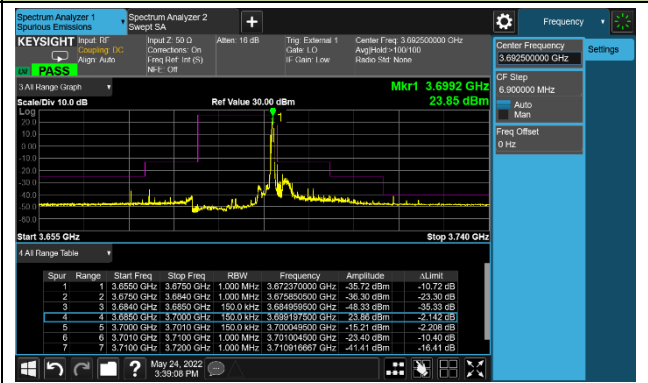 Spectrum Analyzer 1
Spurious Emissions
Spectrum Analyzer 2
Swept SA
Frequency
KEYSIGHT
Input: RF
Coupling: DC
Align: Auto
Input Z: 50 Ω
Corrections: On
Freq Ref: Int (S)
NFE: Off
Atten: 10 dB
Trig: External 1
Gate: LO
IF Gain: Low
Center Freq: 3.692500000 GHz
Avg|Hold:>100/100
Radio Std: None
PASS
Center Frequency
3.692500000 GHz
Settings
CF Step
6.900000 MHz
Auto
Man
Freq Offset
0 Hz
3 All Range Graph
Mkr1 3.6992 GHz
23.85 dBm
Scale/Div 10.0 dB
Ref Value 30.00 dBm
Log
20.0
10.0
0.00
-10.0
-20.0
-30.0
-40.0
-50.0
-60.0
1
Start 3.655 GHz
Stop 3.740 GHz
4 All Range Table
Spur Range Start Freq Stop Freq RBW Frequency Amplitude ΔLimit
1 1 3.6550 GHz 3.6750 GHz 1.000 MHz 3.672370000 GHz -35.72 dBm -10.72 dB
2 2 3.6750 GHz 3.6840 GHz 1.000 MHz 3.675850500 GHz -36.30 dBm -23.30 dB
3 3 3.6840 GHz 3.6850 GHz 150.0 kHz 3.684959500 GHz -48.33 dBm -35.33 dB
4 4 3.6850 GHz 3.7000 GHz 150.0 kHz 3.699197500 GHz 23.86 dBm -2.142 dB
5 5 3.7000 GHz 3.7010 GHz 150.0 kHz 3.700049500 GHz -15.21 dBm -2.208 dB
6 6 3.7010 GHz 3.7100 GHz 1.000 MHz 3.701004500 GHz -23.40 dBm -10.40 dB
7 7 3.7100 GHz 3.7200 GHz 1.000 MHz 3.710916667 GHz -41.41 dBm -16.41 dB
May 24, 2022
3:39:08 PM